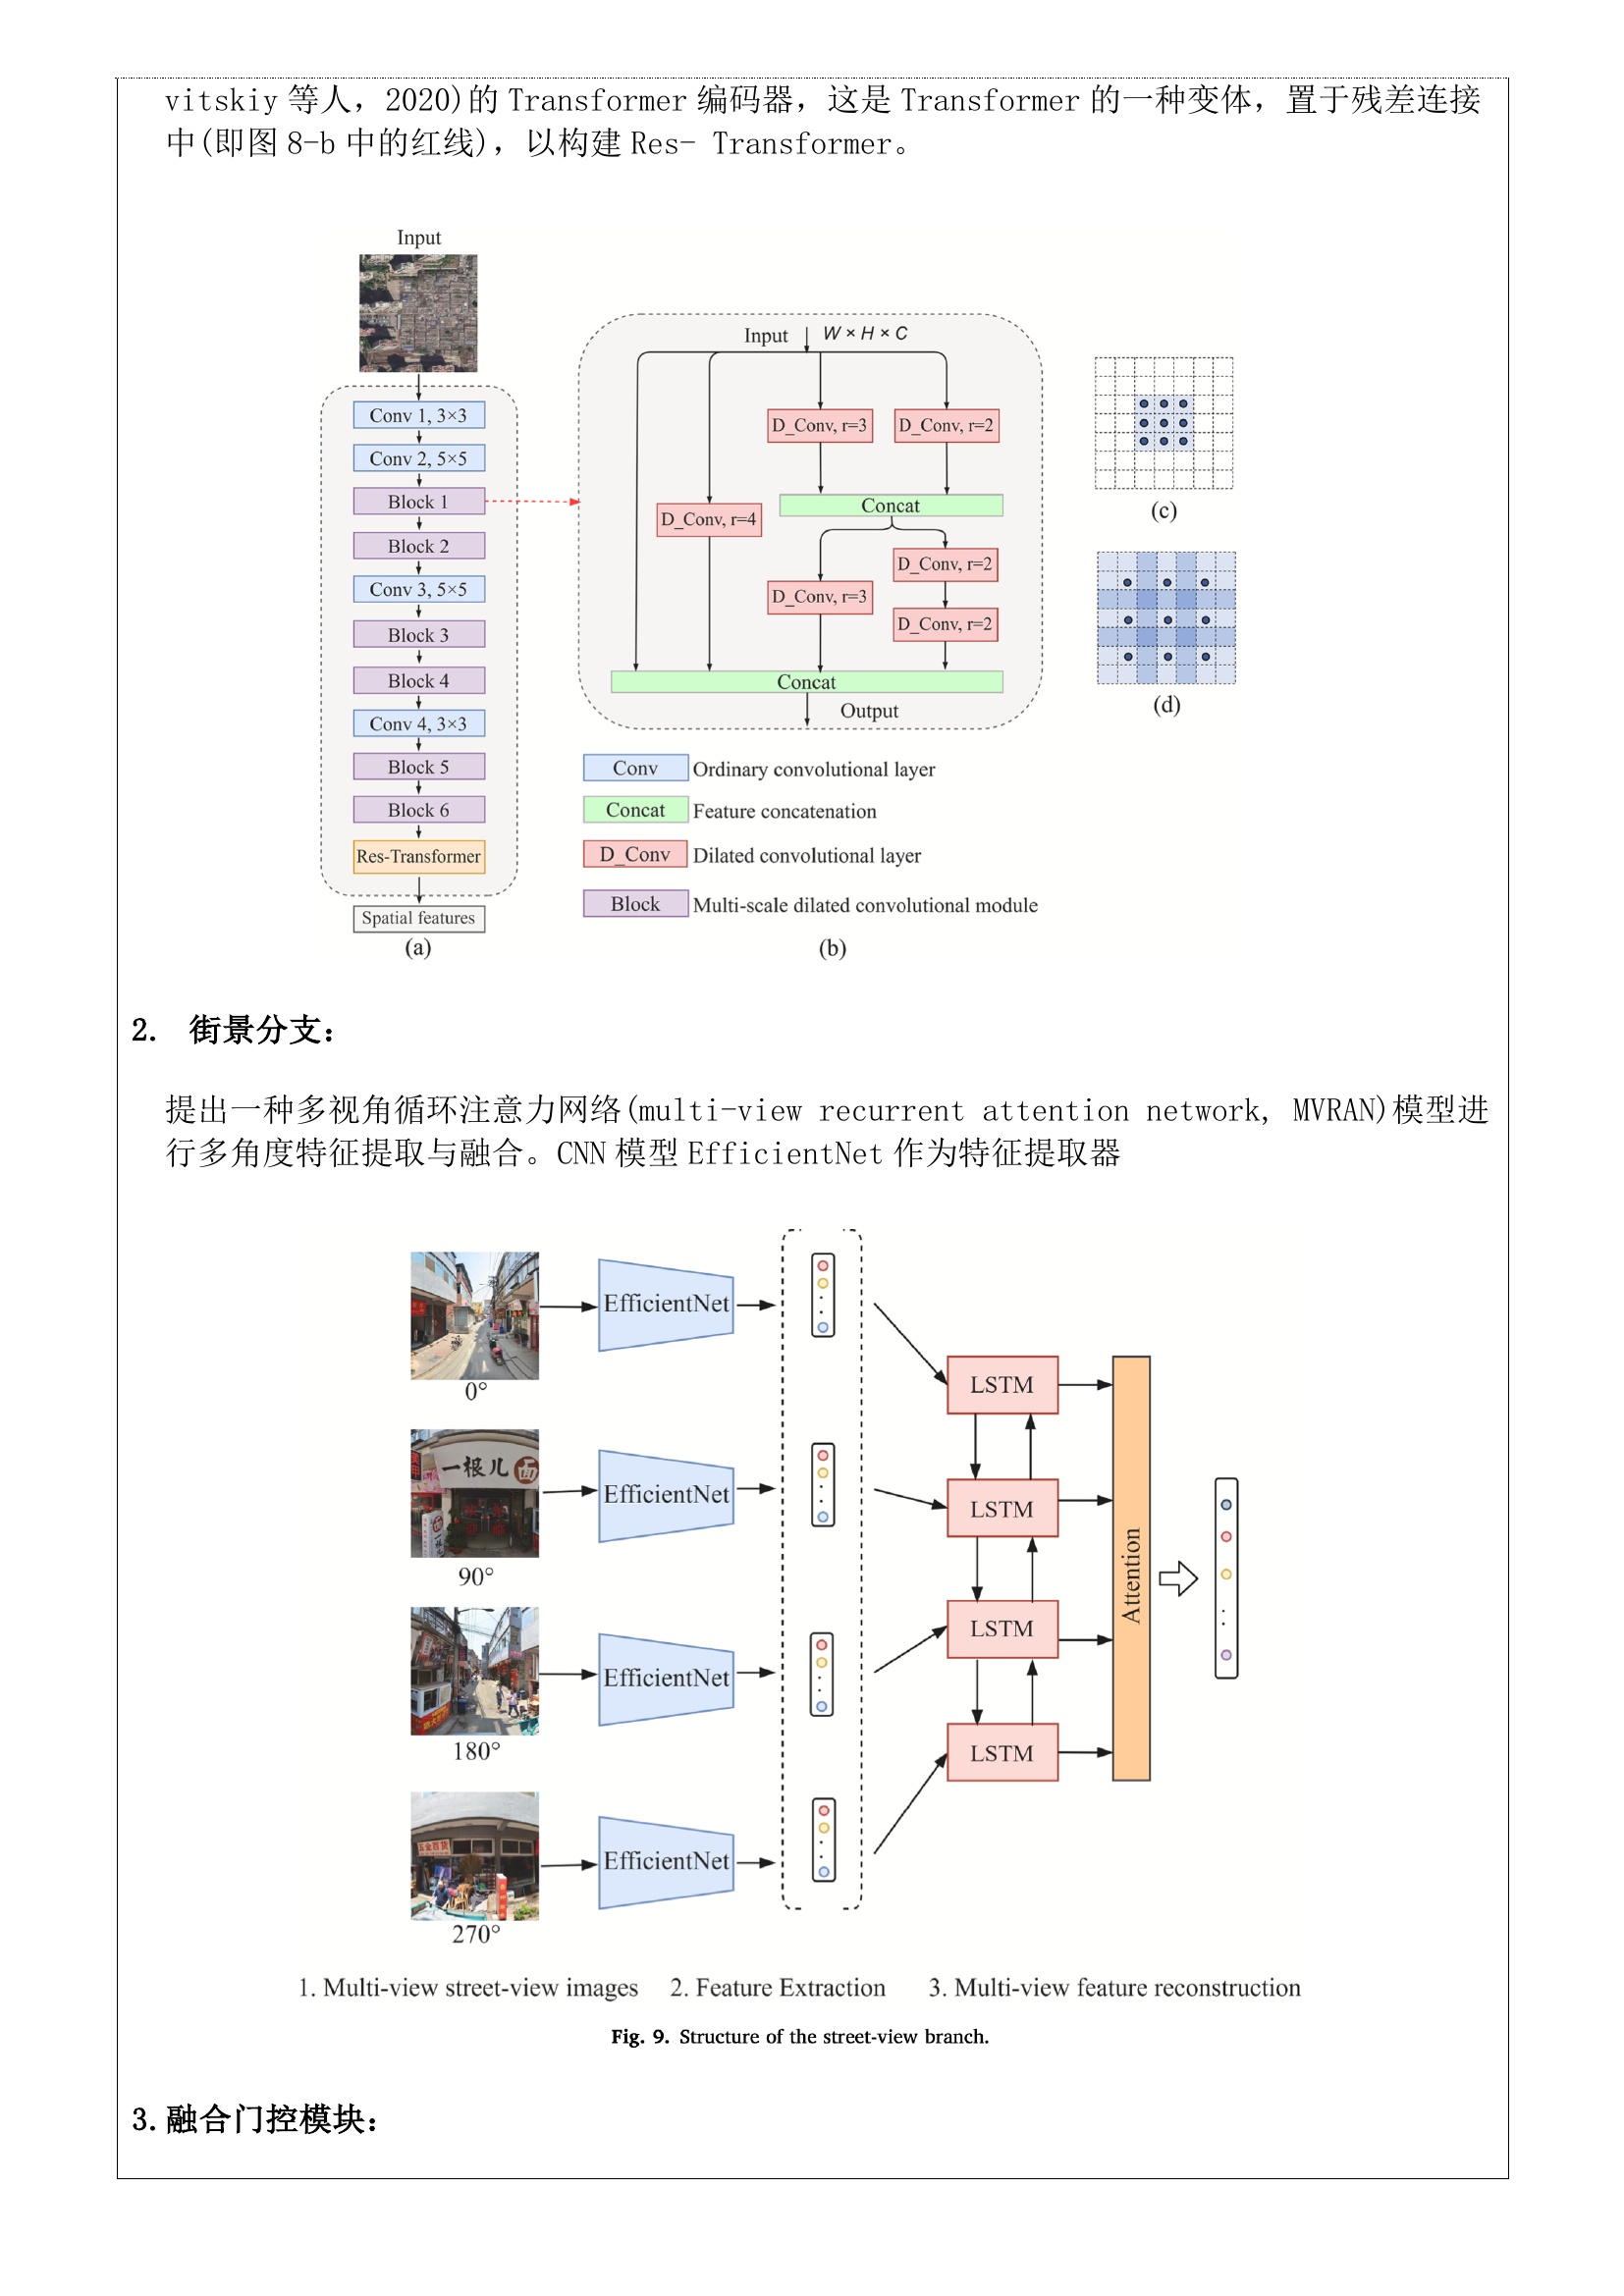 vitskiy 等人，2020)的 Transformer 编码器，这是 Transformer 的一种变体，置于残差连接
中(即图 8-b 中的红线)，以构建 Res- Transformer。
Input
Conv 1, 3×3
Conv 2, 5×5
Block 1
Block 2
Conv 3, 5×5
Block 3
Block 4
Conv 4, 3×3
Block 5
Block 6
Res-Transformer
Spatial features
(a)
Input W × H × C
D_Conv, r=3 D_Conv, r=2
Concat
D_Conv, r=4
D_Conv, r=2
D_Conv, r=3
D_Conv, r=2
Concat
Output
Conv Ordinary convolutional layer
Concat Feature concatenation
D_Conv Dilated convolutional layer
Block Multi-scale dilated convolutional module
(b)
(c)
(d)
2. 街景分支：
提出一种多视角循环注意力网络(multi-view recurrent attention network, MVRAN)模型进
行多角度特征提取与融合。CNN 模型 EfficientNet 作为特征提取器
EfficientNet
0°
一根儿 面
EfficientNet
90°
EfficientNet
180°
五金百货
EfficientNet
270°
LSTM
LSTM
LSTM
LSTM
Attention
1. Multi-view street-view images 2. Feature Extraction 3. Multi-view feature reconstruction
Fig. 9. Structure of the street-view branch.
3.融合门控模块：